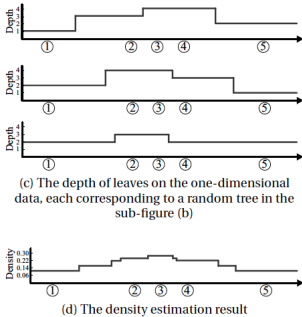 Depth
4
3
2
1
① ② ③ ④ ⑤
Depth
4
3
2
1
① ② ③ ④ ⑤
Depth
4
3
2
1
① ② ③ ④ ⑤
(c) The depth of leaves on the one-dimensional
data, each corresponding to a random tree in the
sub-figure (b)
Density
0.30
0.22
0.14
0.06
① ② ③ ④ ⑤
(d) The density estimation result